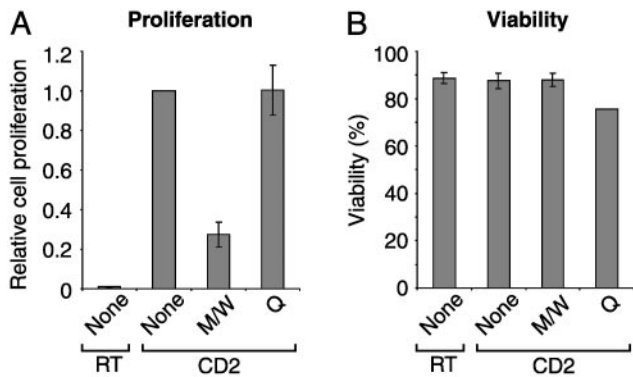 A Proliferation
Relative cell proliferation
1.2
1.0
0.8
0.6
0.4
0.2
0
None None M/W Q
RT CD2
B Viability
Viability (%)
100
80
60
40
20
0
None None M/W Q
RT CD2